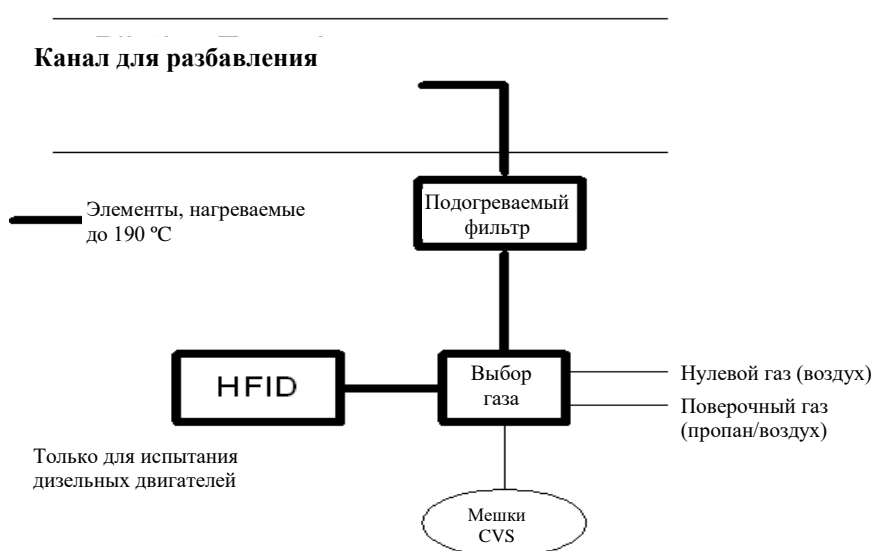 Канал для разбавления
Элементы, нагреваемые
до 190 ºC
Подогреваемый
фильтр
HFID
Выбор
газа
Нулевой газ (воздух)
Поверочный газ
(пропан/воздух)
Только для испытания
дизельных двигателей
Мешки
CVS